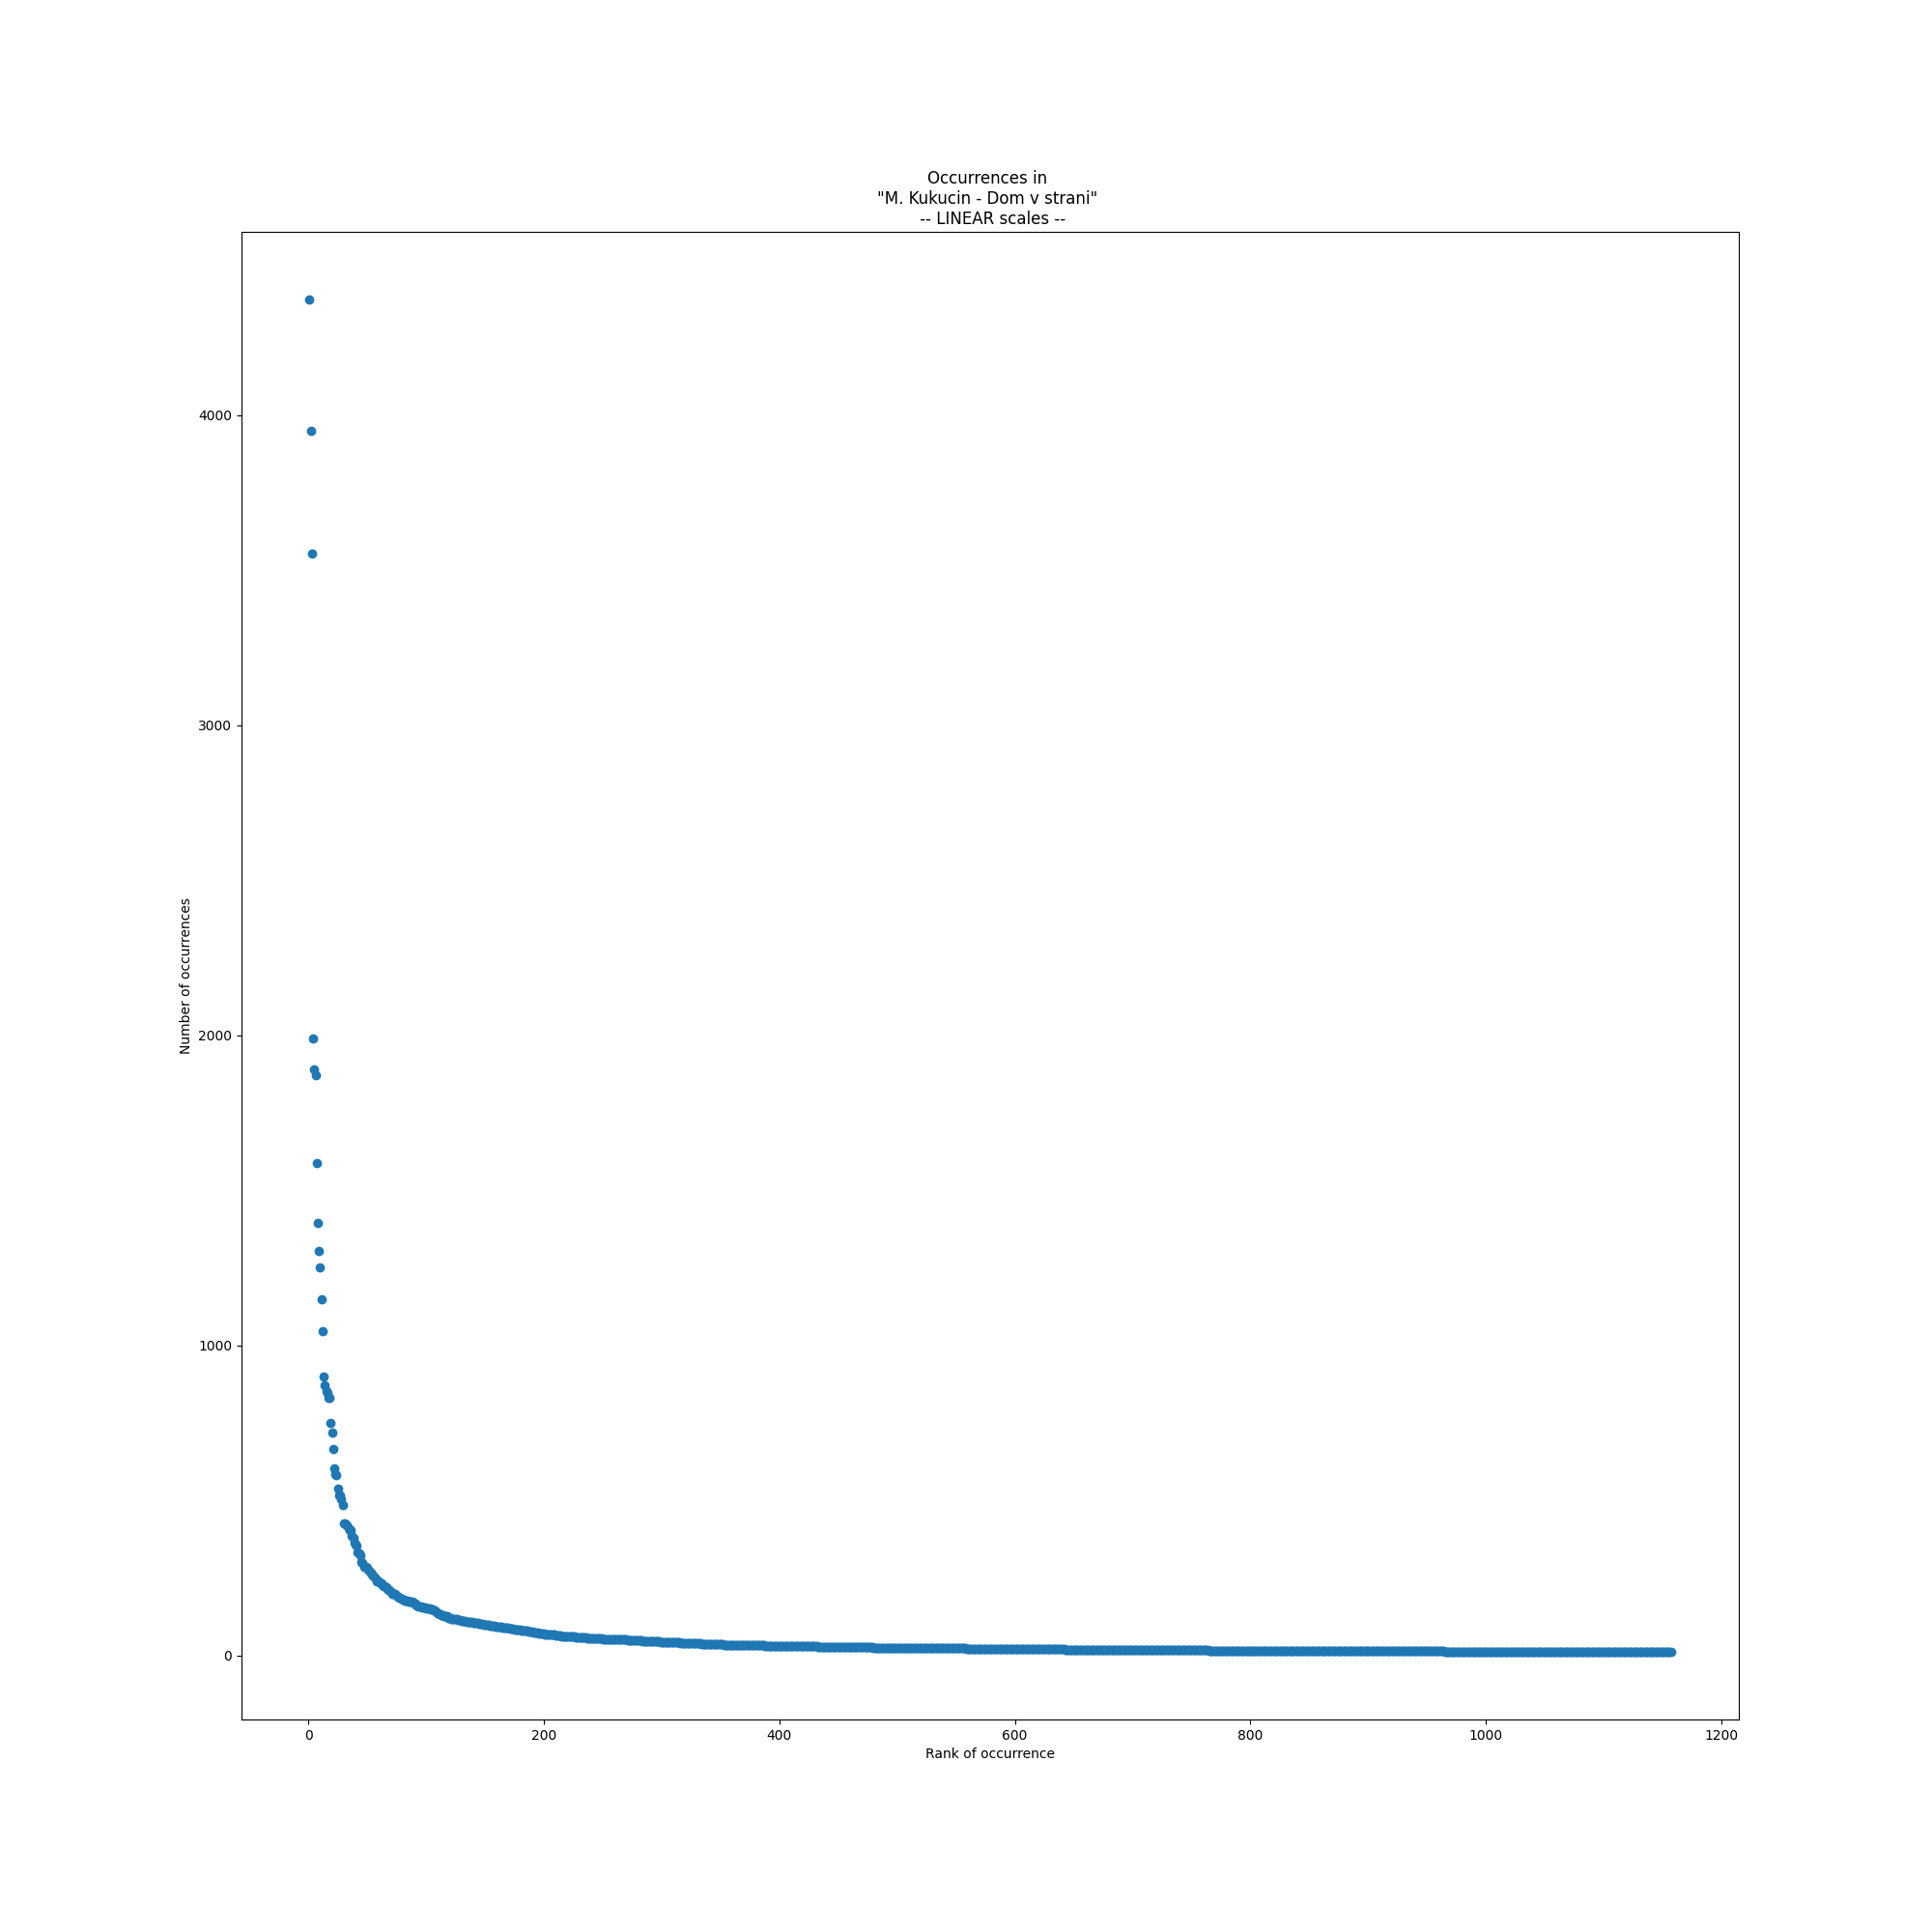 Occurrences in
"M. Kukucin - Dom v strani"
-- LINEAR scales --
Number of occurrences
4000
3000
2000
1000
0
0 200 400 600 800 1000 1200
Rank of occurrence